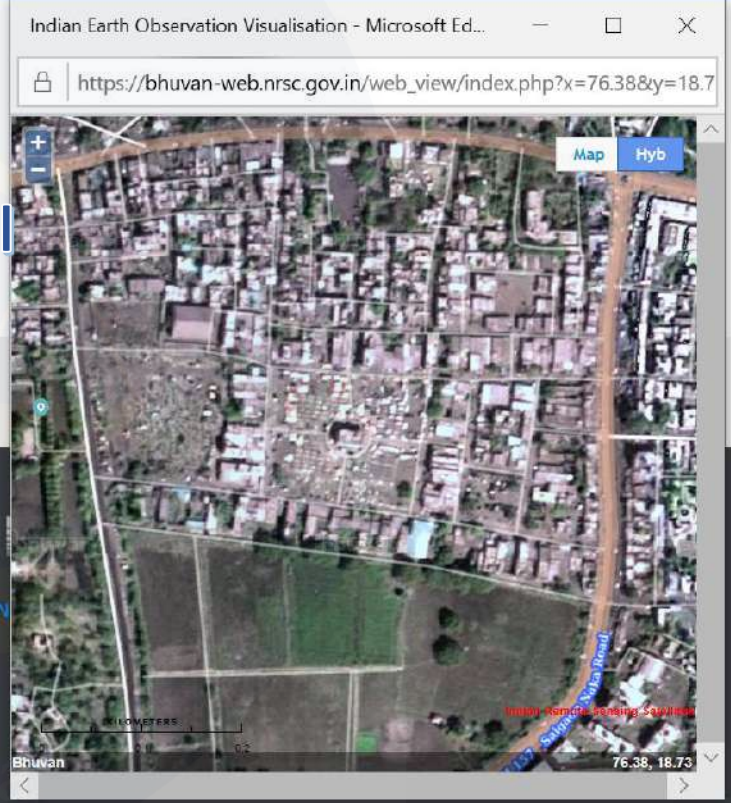 Indian Earth Observation Visualisation - Microsoft Ed...
https://bhuvan-web.nrsc.gov.in/web_view/index.php?x=76.38&y=18.7
+
Map Hyb
-
N
Naka Road
Indian Remote Sensing Satellites
KILOMETERS
0.2
Bhuvan
76.38, 18.73